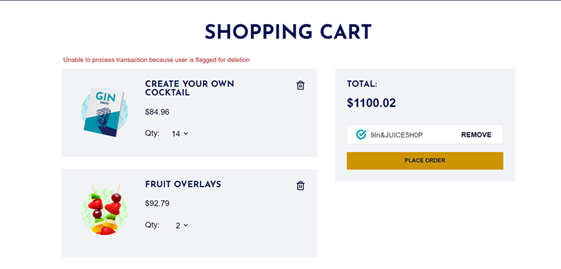 SHOPPING CART
Unable to process transaction because user is flagged for deletion
CREATE YOUR OWN
COCKTAIL
$84.96
Qty: 14
GIN
FRUIT OVERLAYS
$92.79
Qty: 2
TOTAL:
$1100.02
9In&JUICE5H0P REMOVE
PLACE ORDER